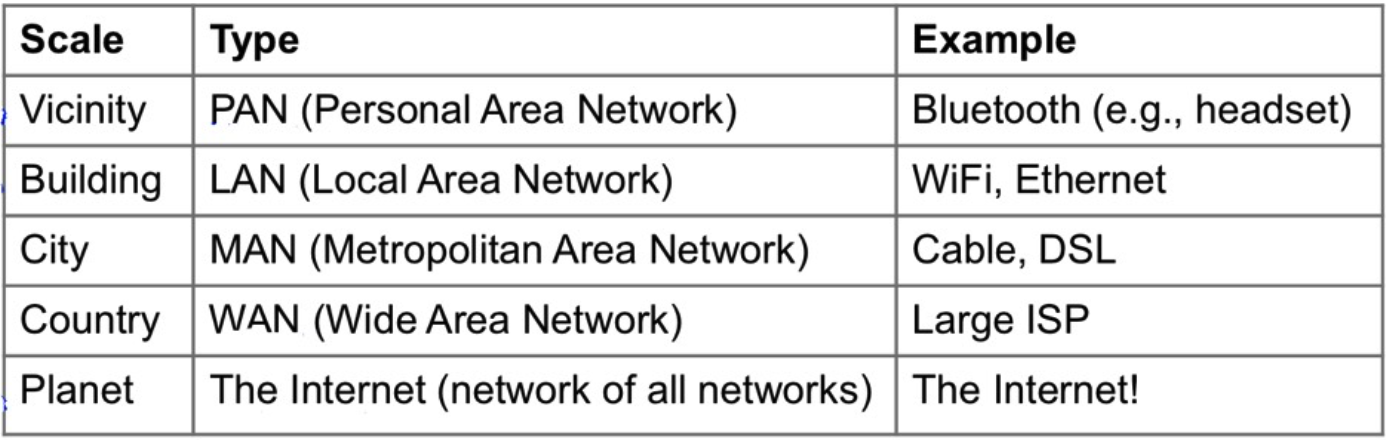 Scale Type Example
Vicinity PAN (Personal Area Network) Bluetooth (e.g., headset)
Building LAN (Local Area Network) WiFi, Ethernet
City MAN (Metropolitan Area Network) Cable, DSL
Country WAN (Wide Area Network) Large ISP
Planet The Internet (network of all networks) The Internet!